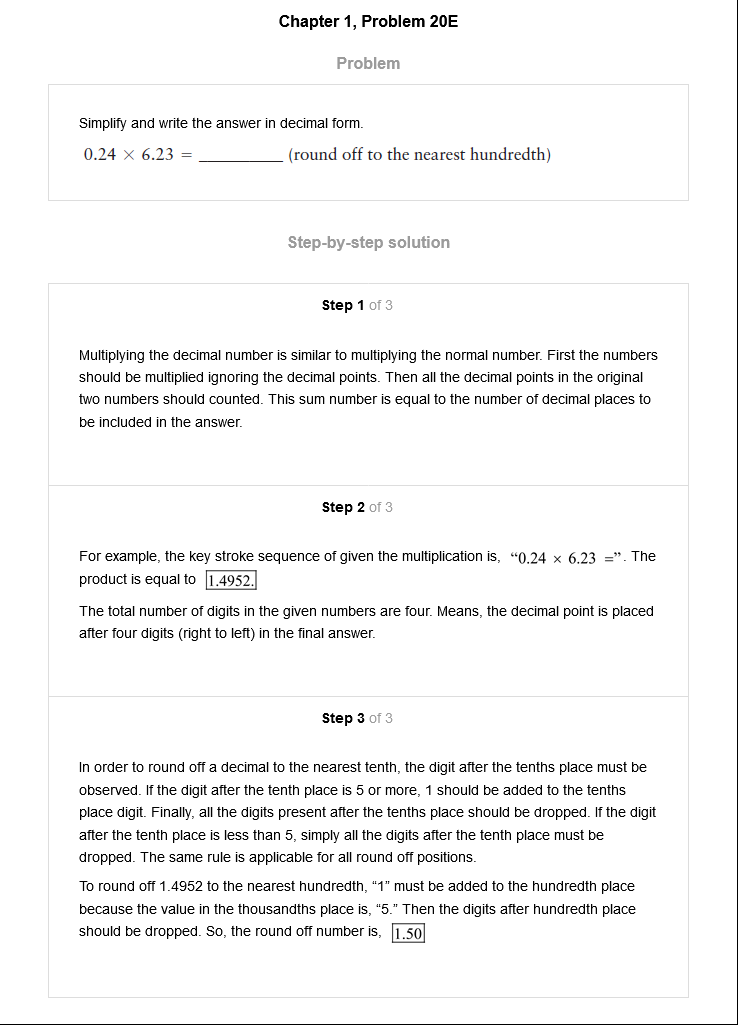 Chapter 1, Problem 20E
Problem
Simplify and write the answer in decimal form.
0.24 × 6.23 = __________ (round off to the nearest hundredth)
Step-by-step solution
Step 1 of 3
Multiplying the decimal number is similar to multiplying the normal number. First the numbers
should be multiplied ignoring the decimal points. Then all the decimal points in the original
two numbers should counted. This sum number is equal to the number of decimal places to
be included in the answer.
Step 2 of 3
For example, the key stroke sequence of given the multiplication is, “0.24 × 6.23 =”. The
product is equal to 1.4952.
The total number of digits in the given numbers are four. Means, the decimal point is placed
after four digits (right to left) in the final answer.
Step 3 of 3
In order to round off a decimal to the nearest tenth, the digit after the tenths place must be
observed. If the digit after the tenth place is 5 or more, 1 should be added to the tenths
place digit. Finally, all the digits present after the tenths place should be dropped. If the digit
after the tenth place is less than 5, simply all the digits after the tenth place must be
dropped. The same rule is applicable for all round off positions.
To round off 1.4952 to the nearest hundredth, “1” must be added to the hundredth place
because the value in the thousandths place is, “5.” Then the digits after hundredth place
should be dropped. So, the round off number is, 1.50